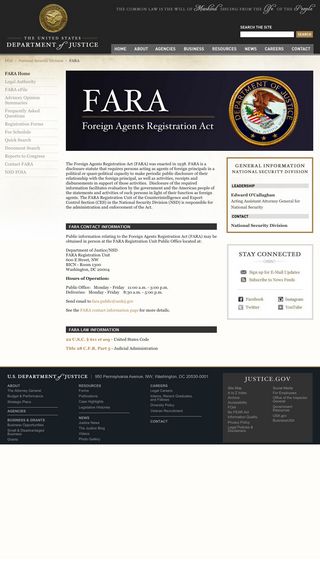 THE COMMON LAW IS THE WILL OF Mankind ISSUING FROM THE Life OF THE People
THE UNITED STATES
DEPARTMENT of JUSTICE
SEARCH THE SITE
SEARCH
HOME ABOUT AGENCIES BUSINESS RESOURCES NEWS CAREERS CONTACT
National Security Division » FARA
FARA Home
Legal Authority
FARA eFile
Advisory Opinion
Summaries
Frequently Asked
Questions
Registration Forms
Fee Schedule
Quick Search
Document Search
Reports to Congress
Contact FARA
NSD FOIA
FARA
Foreign Agents Registration Act
The Foreign Agents Registration Act (FARA) was enacted in 1938. FARA is a
disclosure statute that requires persons acting as agents of foreign principals in a
political or quasi-political capacity to make periodic public disclosure of their
relationship with the foreign principal, as well as activities, receipts and
disbursements in support of those activities. Disclosure of the required
information facilitates evaluation by the government and the American people of
the statements and activities of such persons in light of their function as foreign
agents. The FARA Registration Unit of the Counterintelligence and Export
Control Section (CES) in the National Security Division (NSD) is responsible for
the administration and enforcement of the Act.
FARA CONTACT INFORMATION
Public information relating to the Foreign Agents Registration Act (FARA) may be
obtained in person at the FARA Registration Unit Public Office located at:
Department of Justice/NSD
FARA Registration Unit
600 E Street, NW
BICN - Room 1300
Washington, DC 20004
Hours of Operation:
Public Office: Monday - Friday 11:00 a.m. - 3:00 p.m.
Deliveries: Monday - Friday 8:30 a.m. - 5:00 p.m.
Send email to fara.public@usdoj.gov
See the FARA contact information page for more details.
FARA LAW INFORMATION
22 U.S.C. § 611 et seq - United States Code
Title 28 C.F.R. Part 5 - Judicial Administration
GENERAL INFORMATION
NATIONAL SECURITY DIVISION
LEADERSHIP
Edward O'Callaghan
Acting Assistant Attorney General for
National Security
CONTACT
National Security Division
STAY CONNECTED
Sign up for E-Mail Updates
Subscribe to News Feeds
Facebook
Instagram
Twitter
YouTube
U.S. DEPARTMENT of JUSTICE | 950 Pennsylvania Avenue, NW, Washington, DC 20530-0001
ABOUT
The Attorney General
Budget & Performance
Strategic Plans
AGENCIES
BUSINESS & GRANTS
Business Opportunities
Small & Disadvantaged
Business
Grants
RESOURCES
Forms
Publications
Case Highlights
Legislative Histories
NEWS
Justice News
The Justice Blog
Videos
Photo Gallery
CAREERS
Legal Careers
Interns, Recent Graduates,
and Fellows
Diversity Policy
Veteran Recruitment
CONTACT
JUSTICE.GOV
Site Map
A to Z Index
Archive
Accessibility
FOIA
No FEAR Act
Information Quality
Privacy Policy
Legal Policies &
Disclaimers
Social Media
For Employees
Office of the Inspector
General
Government
Resources
USA.gov
BusinessUSA